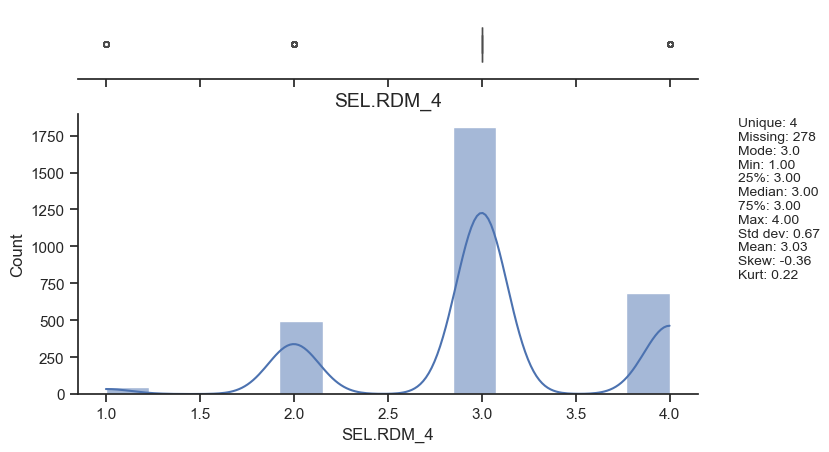 SEL.RDM_4
Unique: 4
Missing: 278
Mode: 3.0
Min: 1.00
25%: 3.00
Median: 3.00
75%: 3.00
Max: 4.00
Std dev: 0.67
Mean: 3.03
Skew: -0.36
Kurt: 0.22
Count
1750
1500
1250
1000
750
500
250
0
1.0 1.5 2.0 2.5 3.0 3.5 4.0
SEL.RDM_4